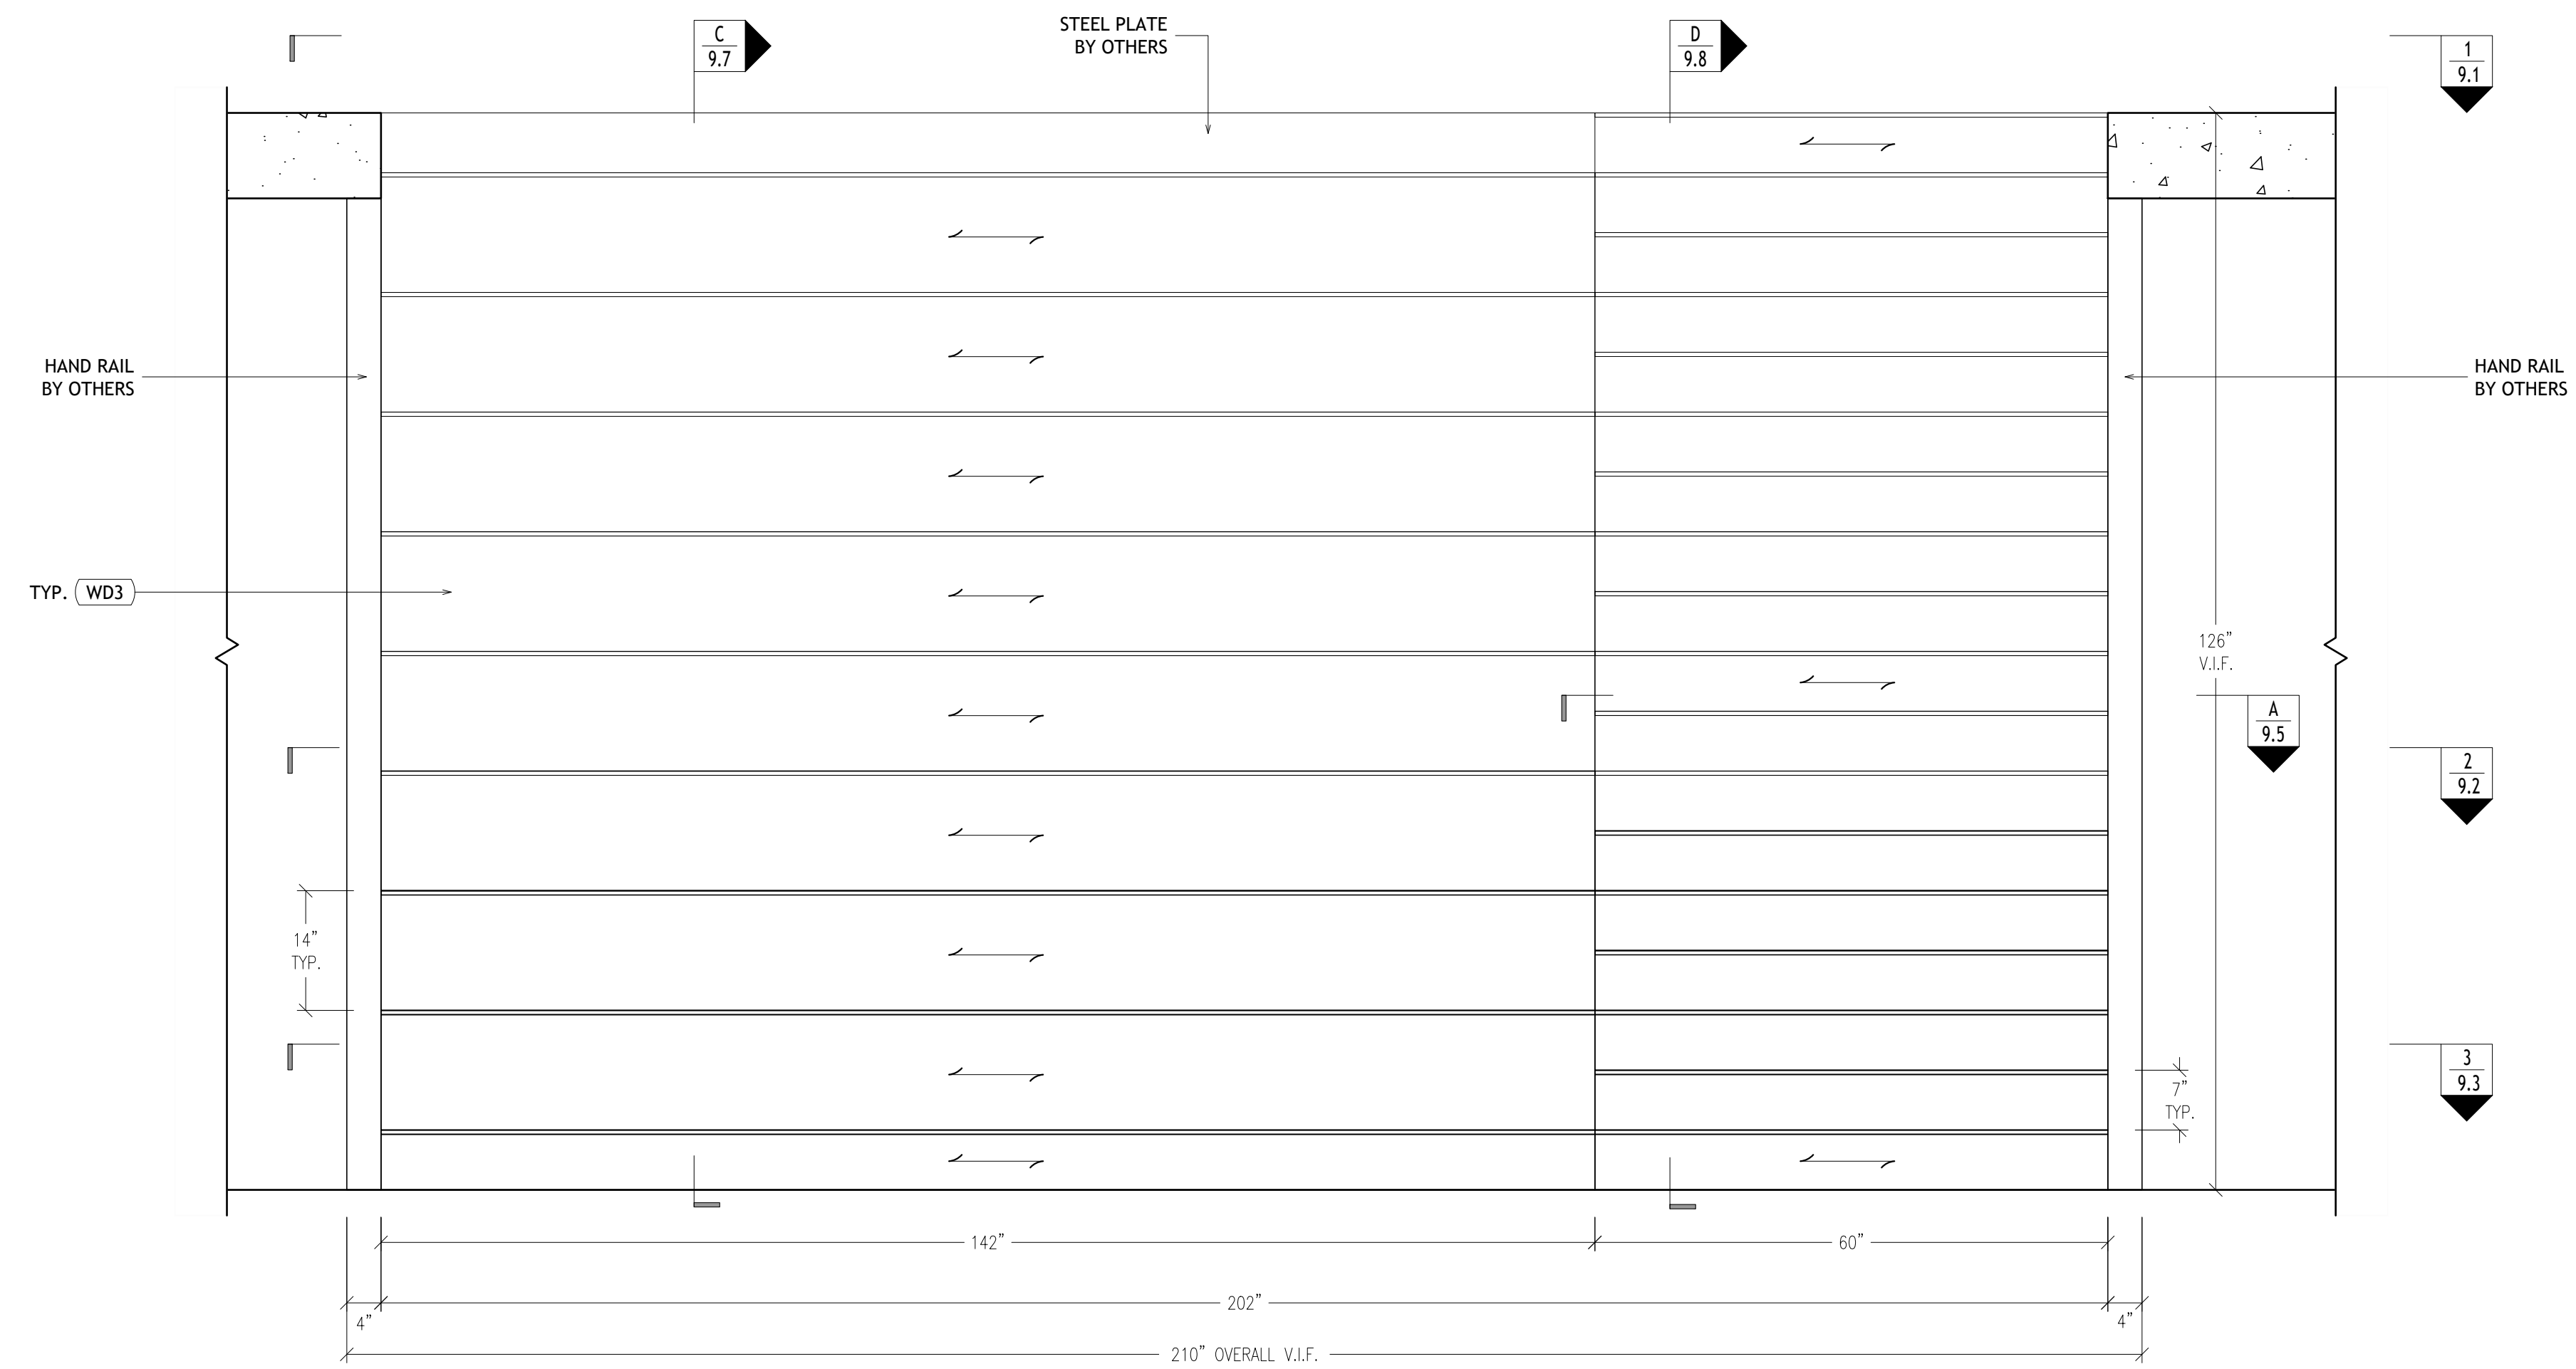 C
9.7
STEEL PLATE
BY OTHERS
D
9.8
1
9.1
HAND RAIL
BY OTHERS
HAND RAIL
BY OTHERS
TYP. WD3
126”
V.I.F.
A
9.5
2
9.2
14”
TYP.
3
9.3
7”
TYP.
142”
60”
202”
4”
4”
210” OVERALL V.I.F.